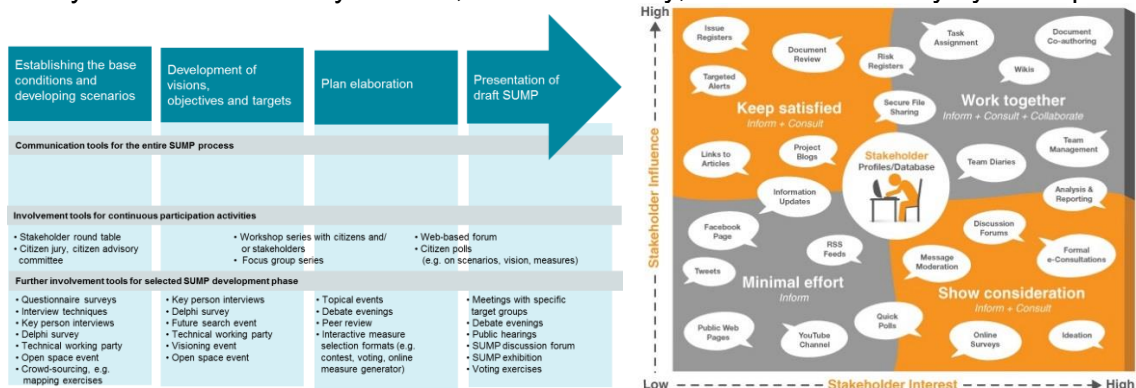 Establishing the base
conditions and
developing scenarios
Development of
visions,
objectives and targets
Plan elaboration
Presentation of
draft SUMP
Communication tools for the entire SUMP process
Involvement tools for continuous participation activities
• Stakeholder round table
• Citizen jury, citizen advisory
committee
• Workshop series with citizens and/
or stakeholders
• Focus group series
• Web-based forum
• Citizen polls
(e.g. on scenarios, vision, measures)
Further involvement tools for selected SUMP development phase
• Questionnaire surveys
• Interview techniques
• Key person interviews
• Delphi survey
• Technical working party
• Open space event
• Crowd-sourcing, e.g.
mapping exercises
• Key person interviews
• Delphi survey
• Future search event
• Technical working party
• Visioning event
• Open space event
• Topical events
• Debate evenings
• Peer review
• Interactive measure
selection formats (e.g.
contest, voting, online
measure generator)
• Meetings with specific
target groups
• Debate evenings
• Public hearings
• SUMP discussion forum
• SUMP exhibition
• Voting exercises
High
Stakeholder Influence
Issue
Registers
Document
Review
Targeted
Alerts
Risk
Registers
Task
Assignment
Document
Co-authoring
Wikis
Keep satisfied
Inform + Consult
Secure File
Sharing
Work together
Inform + Consult + Collaborate
Links to
Articles
Project
Blogs
Stakeholder
Profiles/Database
Team Diaries
Team
Management
Information
Updates
Analysis &
Reporting
Facebook
Page
RSS
Feeds
Discussion
Forums
Message
Moderation
Formal
e-Consultations
Tweets
Minimal effort
Inform
Show consideration
Inform + Consult
Public Web
Pages
YouTube
Channel
Quick
Polls
Online
Surveys
Ideation
Low
Stakeholder Interest
High